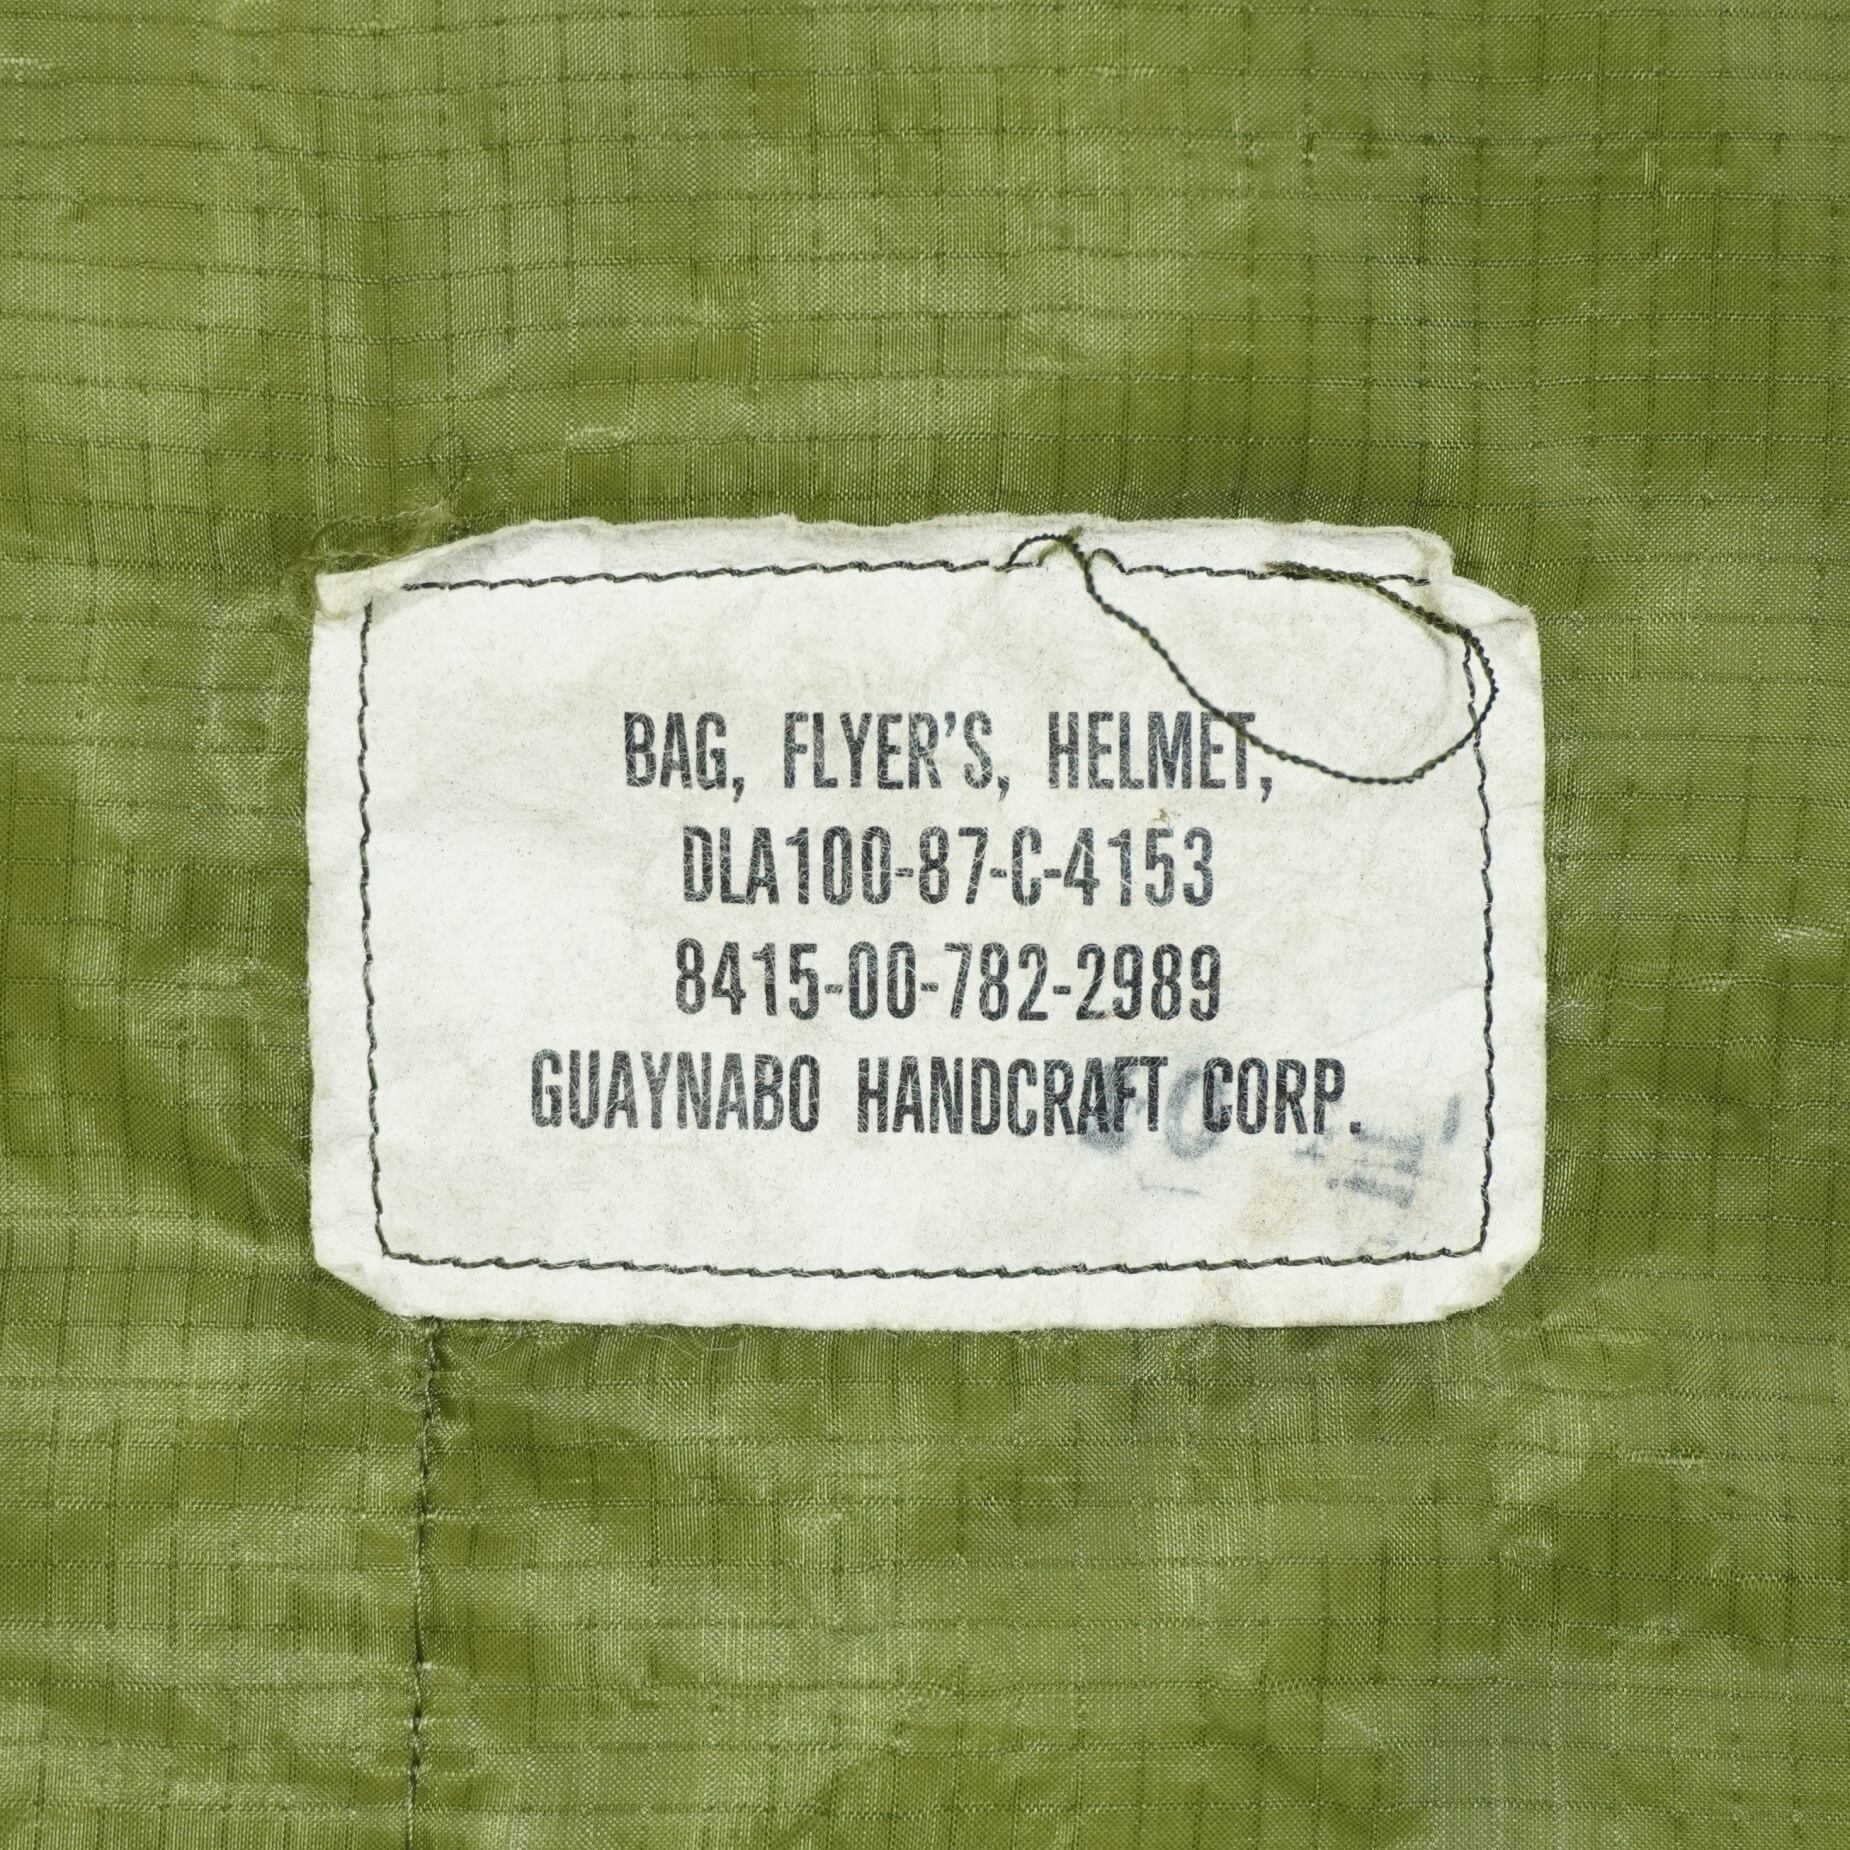 BAG, FLYER'S, HELMET,
DLA100-87-C-4153
8415-00-782-2989
GUAYNABO HANDCRAFT CORP.